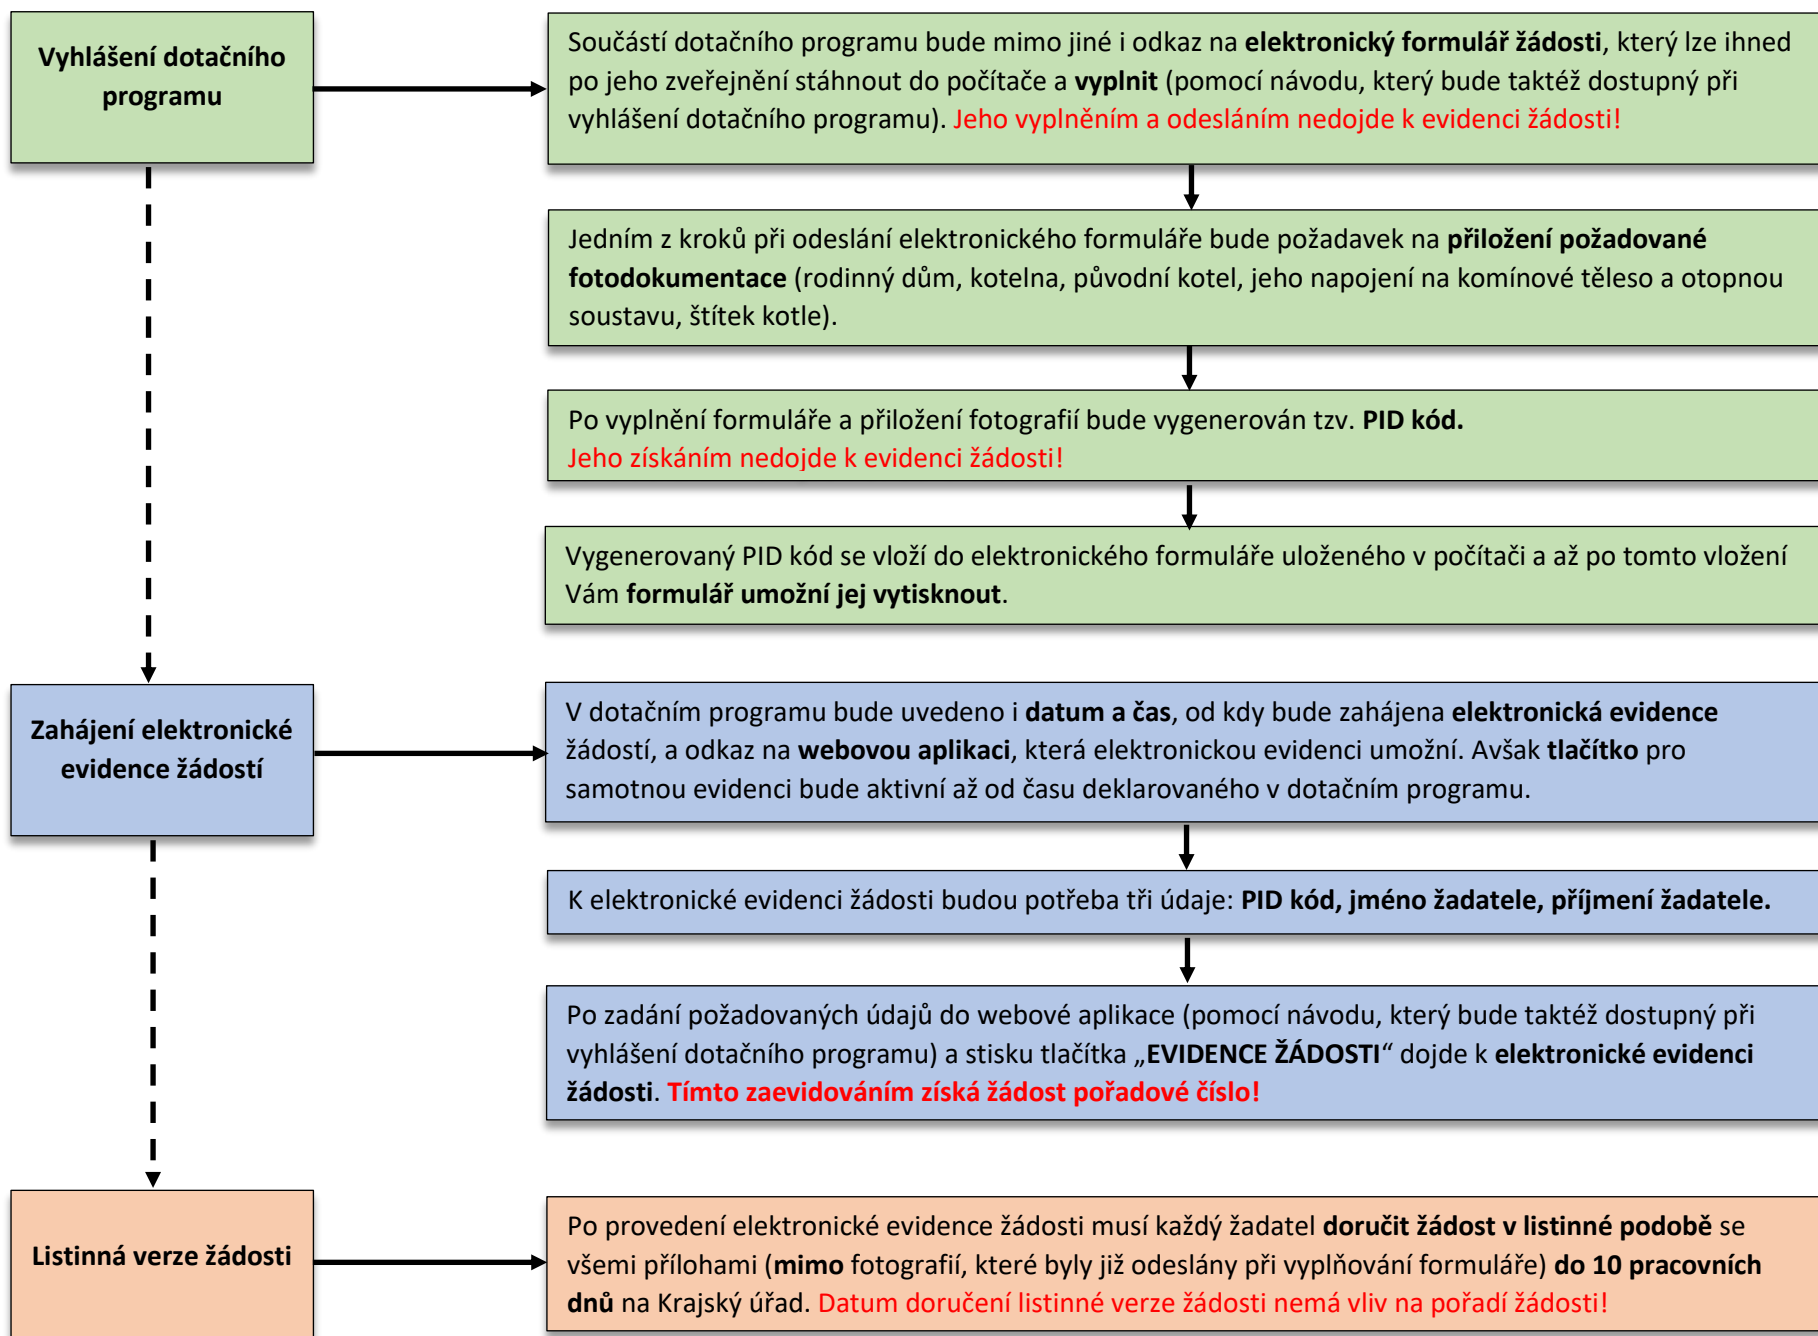 Vyhlášení dotačního
programu
Součástí dotačního programu bude mimo jiné i odkaz na elektronický formulář žádosti, který lze ihned
po jeho zveřejnění stáhnout do počítače a vyplnit (pomocí návodu, který bude taktéž dostupný při
vyhlášení dotačního programu). Jeho vyplněním a odesláním nedojde k evidenci žádosti!
Jedním z kroků při odeslání elektronického formuláře bude požadavek na přiložení požadované
fotodokumentace (rodinný dům, kotelna, původní kotel, jeho napojení na komínové těleso a otopnou
soustavu, štítek kotle).
Po vyplnění formuláře a přiložení fotografií bude vygenerován tzv. PID kód.
Jeho získáním nedojde k evidenci žádosti!
Vygenerovaný PID kód se vloží do elektronického formuláře uloženého v počítači a až po tomto vložení
Vám formulář umožní jej vytisknout.
Zahájení elektronické
evidence žádostí
V dotačním programu bude uvedeno i datum a čas, od kdy bude zahájena elektronická evidence
žádostí, a odkaz na webovou aplikaci, která elektronickou evidenci umožní. Avšak tlačítko pro
samotnou evidenci bude aktivní až od času deklarovaného v dotačním programu.
K elektronické evidenci žádosti budou potřeba tři údaje: PID kód, jméno žadatele, příjmení žadatele.
Po zadání požadovaných údajů do webové aplikace (pomocí návodu, který bude taktéž dostupný při
vyhlášení dotačního programu) a stisku tlačítka „EVIDENCE ŽÁDOSTI“ dojde k elektronické evidenci
žádosti. Tímto zaevidováním získá žádost pořadové číslo!
Listinná verze žádosti
Po provedení elektronické evidence žádosti musí každý žadatel doručit žádost v listinné podobě se
všemi přílohami (mimo fotografií, které byly již odeslány při vyplňování formuláře) do 10 pracovních
dnů na Krajský úřad. Datum doručení listinné verze žádosti nemá vliv na pořadí žádosti!